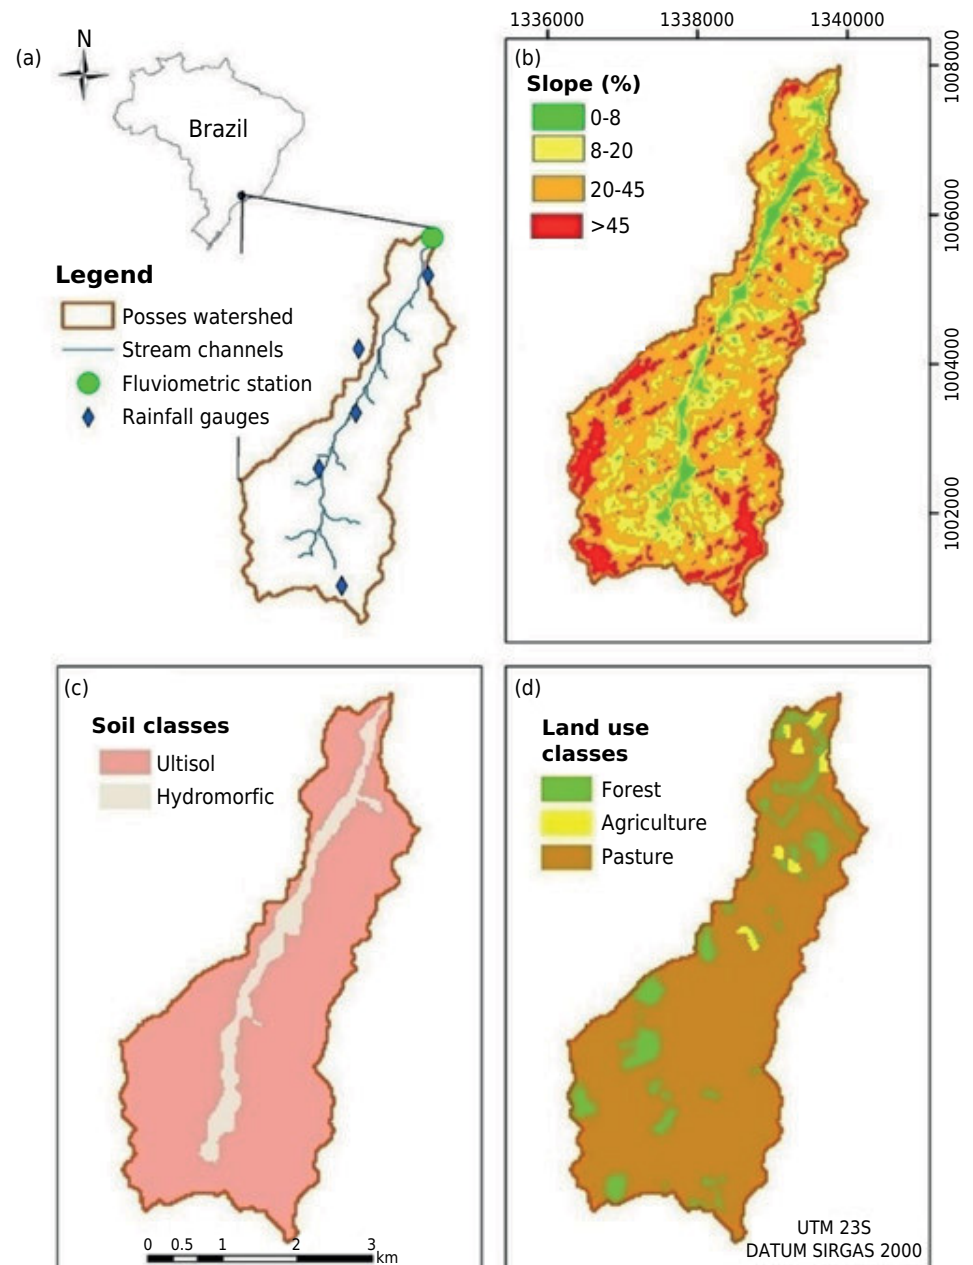 (a)
N
Brazil
Legend
Posses watershed
Stream channels
Fluviometric station
Rainfall gauges
1336000 1338000 1340000
(b)
Slope (%)
0-8
8-20
20-45
>45
1008000
1006000
1004000
1002000
(c)
Soil classes
Ultisol
Hydromorfic
0 0.5 1 2 3
km
(d)
Land use
classes
Forest
Agriculture
Pasture
UTM 23S
DATUM SIRGAS 2000